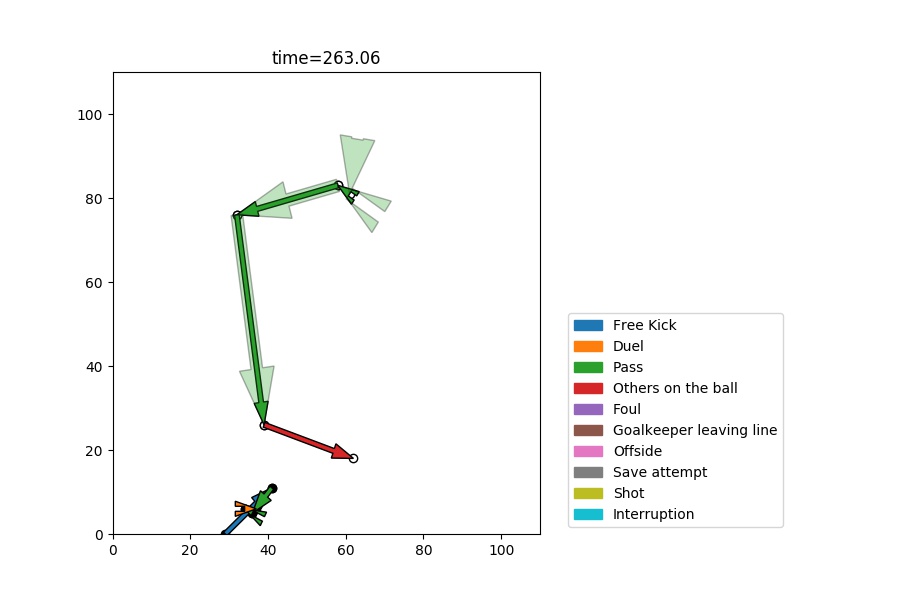 time=263.06
100
80
60
40
20
0
0 20 40 60 80 100
Free Kick
Duel
Pass
Others on the ball
Foul
Goalkeeper leaving line
Offside
Save attempt
Shot
Interruption